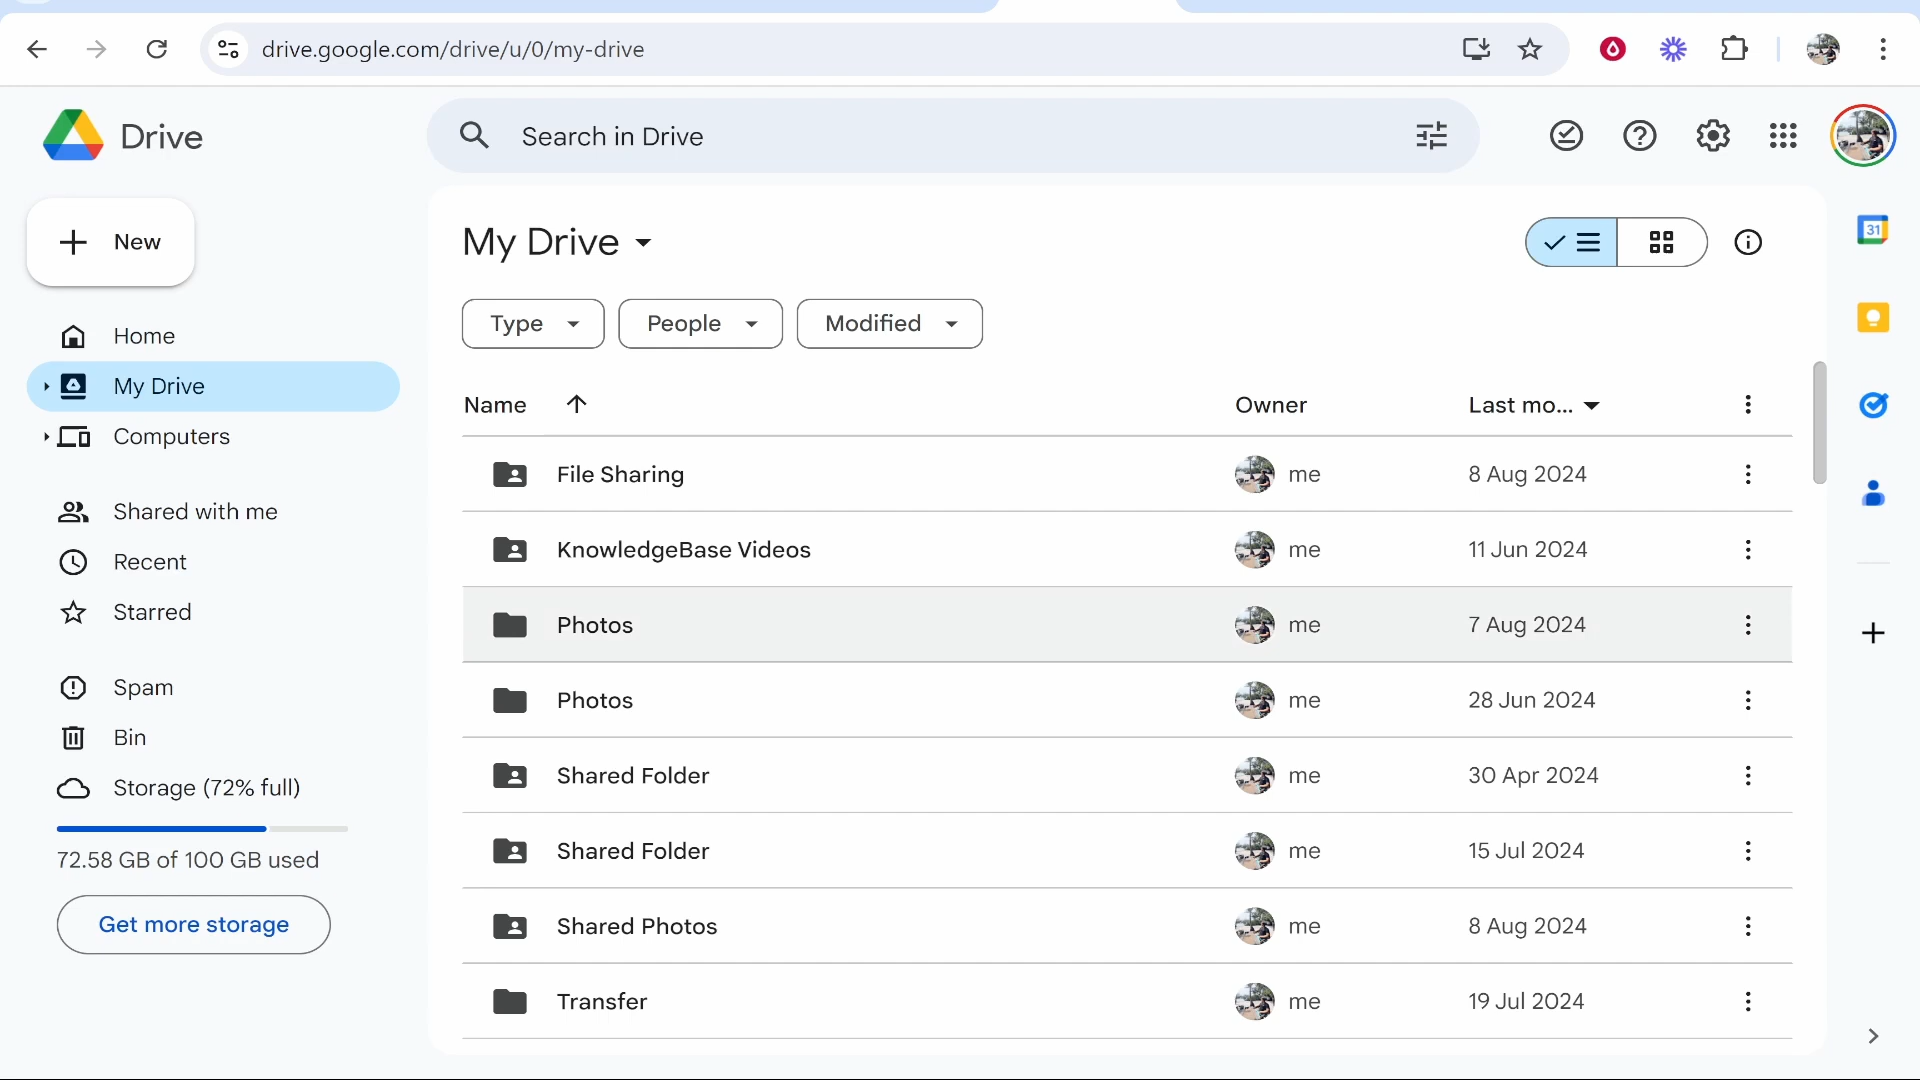 drive.google.com/drive/u/0/my-drive
Drive
Search in Drive
New
My Drive
Type
People
Modified
Home
My Drive
Computers
Shared with me
Recent
Starred
Spam
Bin
Storage (72% full)
72.58 GB of 100 GB used
Get more storage
Name Owner Last mo...
File Sharing me 8 Aug 2024
KnowledgeBase Videos me 11 Jun 2024
Photos me 7 Aug 2024
Photos me 28 Jun 2024
Shared Folder me 30 Apr 2024
Shared Folder me 15 Jul 2024
Shared Photos me 8 Aug 2024
Transfer me 19 Jul 2024
31